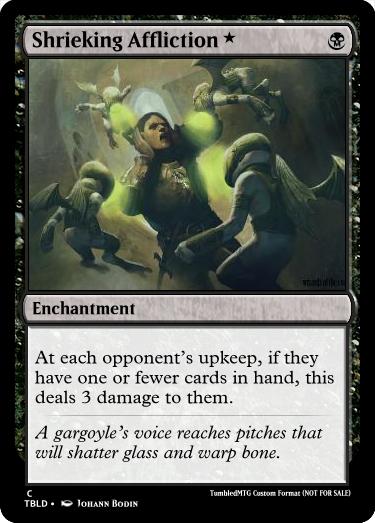 Shrieking Affliction ★
Enchantment
At each opponent's upkeep, if they
have one or fewer cards in hand, this
deals 3 damage to them.
A gargoyle's voice reaches pitches that
will shatter glass and warp bone.
C
TBLD • JOHANN BODIN
TumbledMTG Custom Format (NOT FOR SALE)